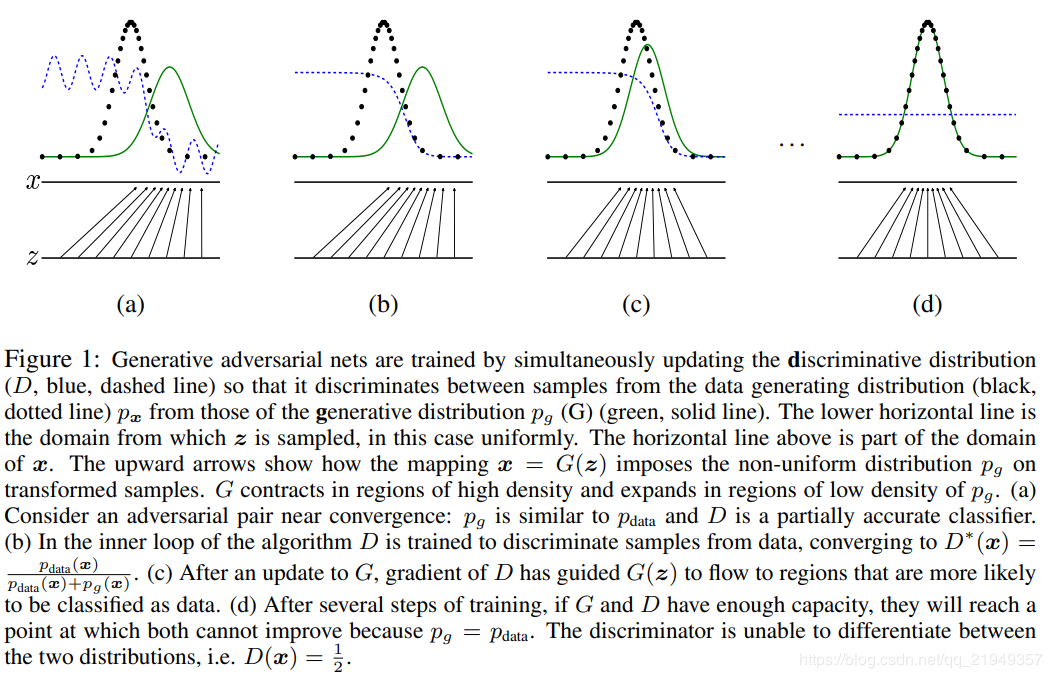 x
z
...
(a) (b) (c) (d)
Figure 1: Generative adversarial nets are trained by simultaneously updating the discriminative distribution
(D, blue, dashed line) so that it discriminates between samples from the data generating distribution (black,
dotted line) pₓ from those of the generative distribution p_g (G) (green, solid line). The lower horizontal line is
the domain from which z is sampled, in this case uniformly. The horizontal line above is part of the domain
of x. The upward arrows show how the mapping x = G(z) imposes the non-uniform distribution p_g on
transformed samples. G contracts in regions of high density and expands in regions of low density of p_g. (a)
Consider an adversarial pair near convergence: p_g is similar to p_data and D is a partially accurate classifier.
(b) In the inner loop of the algorithm D is trained to discriminate samples from data, converging to D*(x) =
p_data(x) / (p_data(x)+p_g(x)). (c) After an update to G, gradient of D has guided G(z) to flow to regions that are more likely
to be classified as data. (d) After several steps of training, if G and D have enough capacity, they will reach a
point at which both cannot improve because p_g = p_data. The discriminator is unable to differentiate between
the two distributions, i.e. D(x) = 1/2.
https://blog.csdn.net/qq_21949357